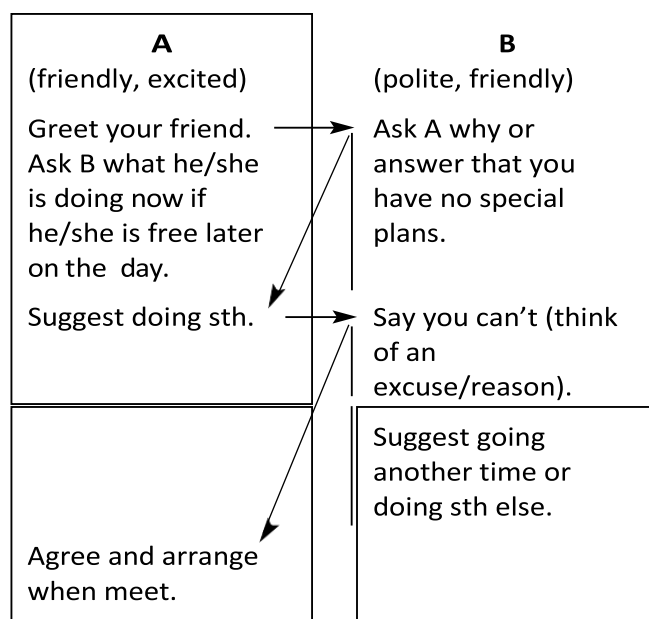 A
(friendly, excited)
Greet your friend.
Ask B what he/she
is doing now if
he/she is free later
on the day.
Suggest doing sth.
Agree and arrange
when meet.
B
(polite, friendly)
Ask A why or
answer that you
have no special
plans.
Say you can’t (think
of an
excuse/reason).
Suggest going
another time or
doing sth else.